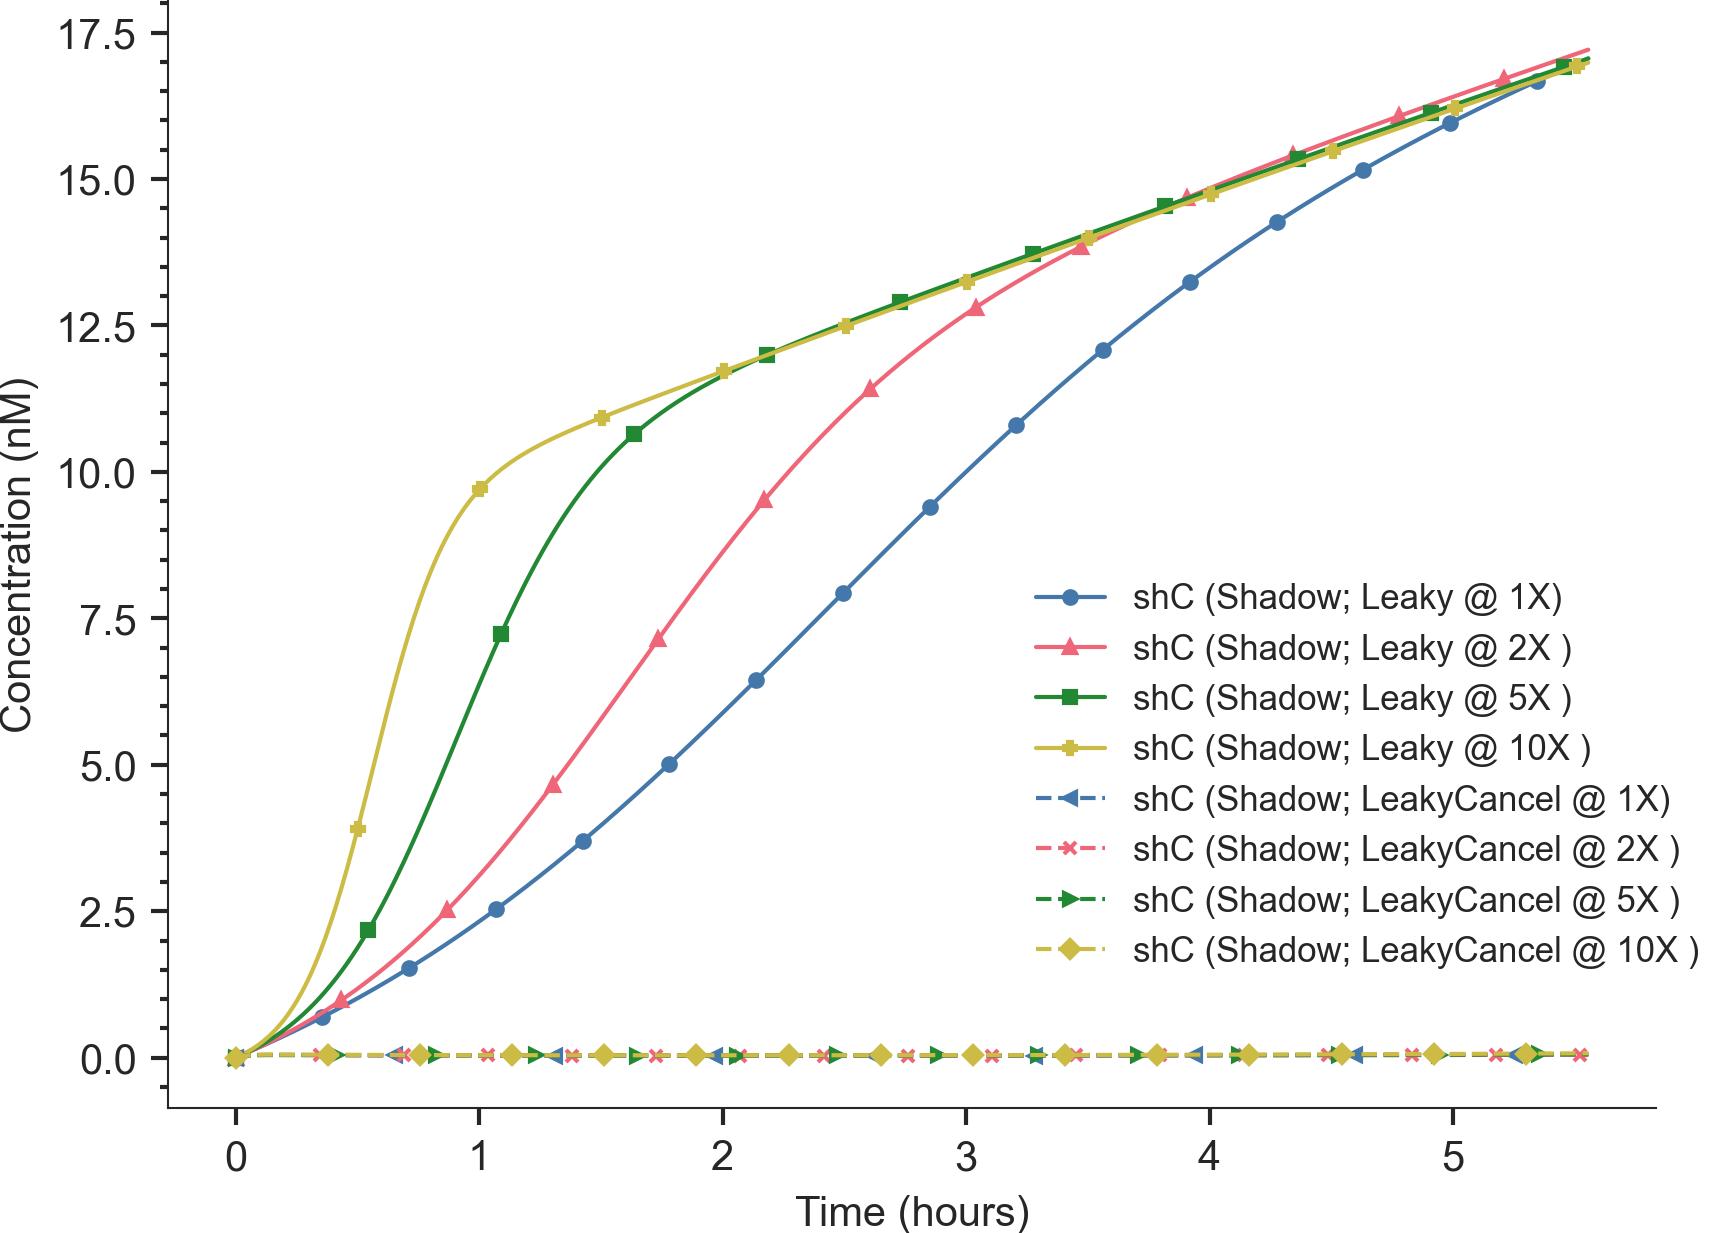 17.5
15.0
12.5
10.0
7.5
5.0
2.5
0.0
Concentration (nM)
0 1 2 3 4 5
Time (hours)
shC (Shadow; Leaky @ 1X)
shC (Shadow; Leaky @ 2X )
shC (Shadow; Leaky @ 5X )
shC (Shadow; Leaky @ 10X )
shC (Shadow; LeakyCancel @ 1X)
shC (Shadow; LeakyCancel @ 2X )
shC (Shadow; LeakyCancel @ 5X )
shC (Shadow; LeakyCancel @ 10X )